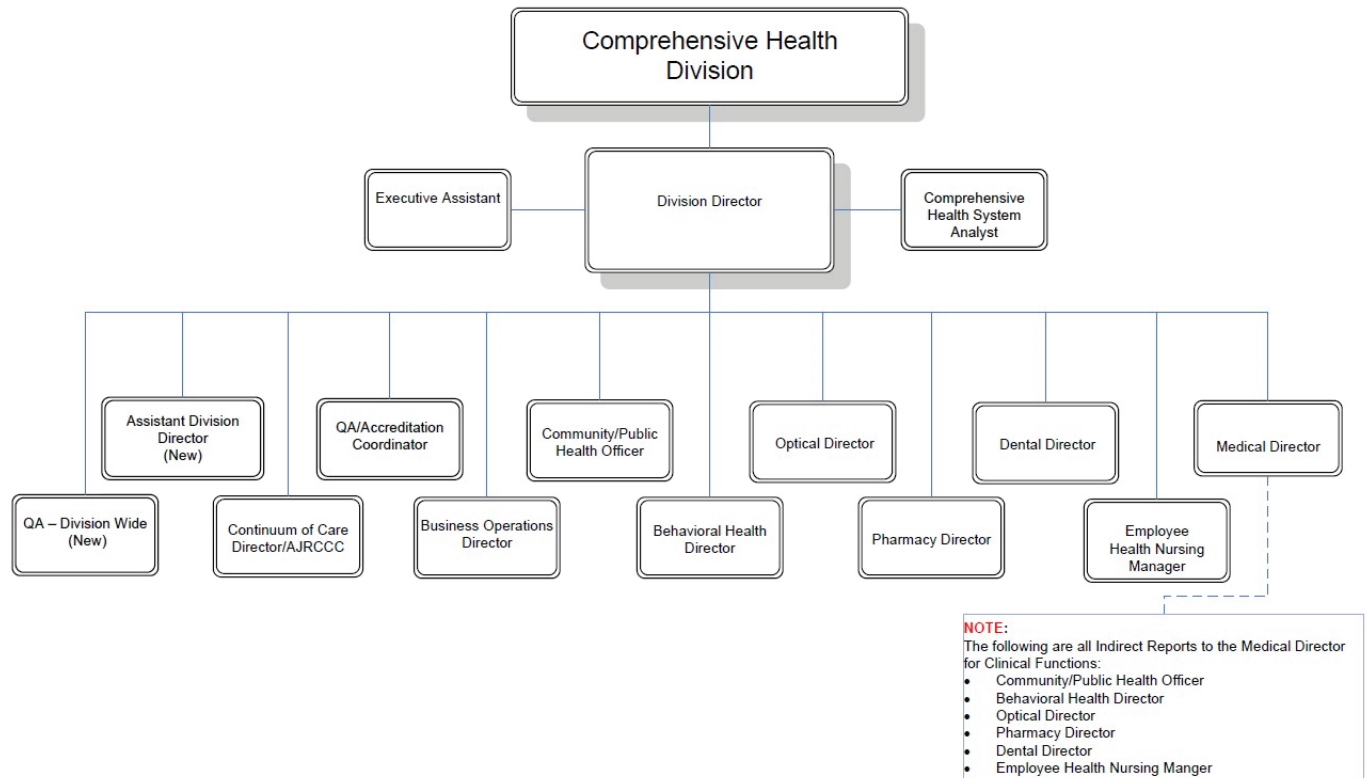 Comprehensive Health
Division
Executive Assistant
Division Director
Comprehensive
Health System
Analyst
Assistant Division
Director
(New)
QA/Accreditation
Coordinator
Community/Public
Health Officer
Optical Director
Dental Director
Medical Director
QA – Division Wide
(New)
Continuum of Care
Director/AJRCCC
Business Operations
Director
Behavioral Health
Director
Pharmacy Director
Employee
Health Nursing
Manager
NOTE:
The following are all Indirect Reports to the Medical Director
for Clinical Functions:
• Community/Public Health Officer
• Behavioral Health Director
• Optical Director
• Pharmacy Director
• Dental Director
• Employee Health Nursing Manger